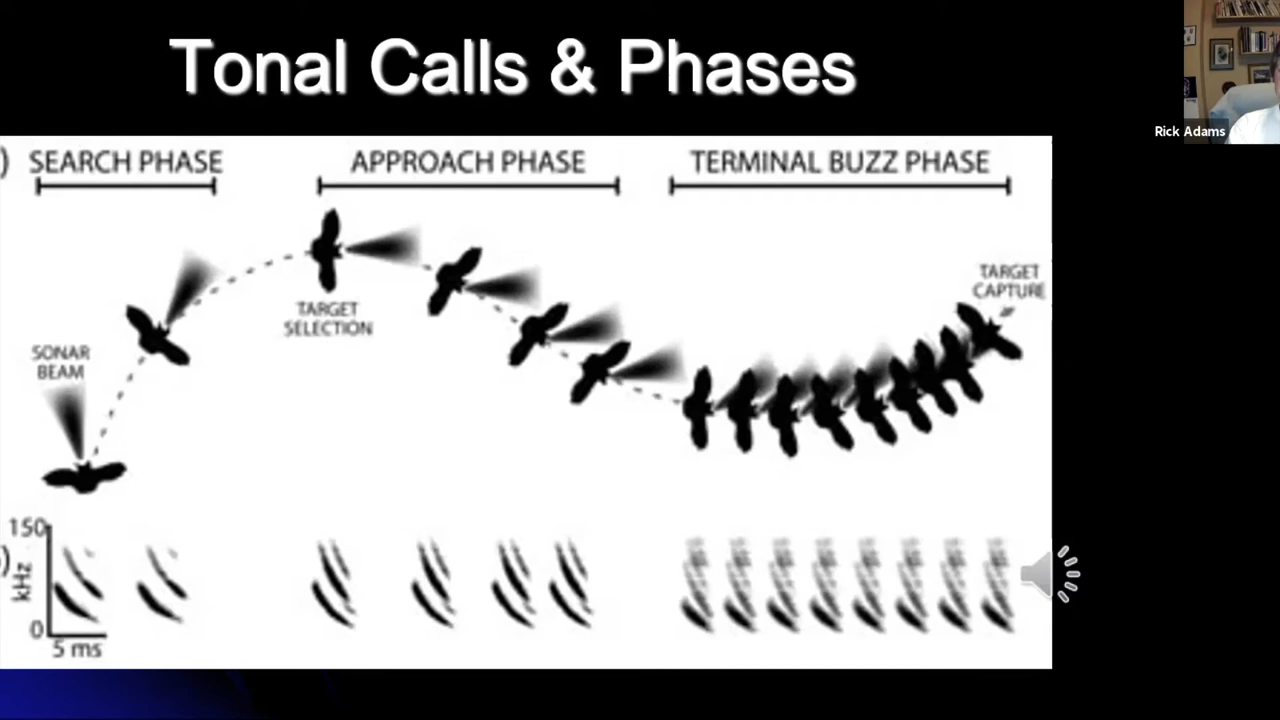 Tonal Calls & Phases
Rick Adams
)
SEARCH PHASE
APPROACH PHASE
TERMINAL BUZZ PHASE
TARGET
CAPTURE
TARGET
SELECTION
SONAR
BEAM
150
)
kHz
0
5 ms